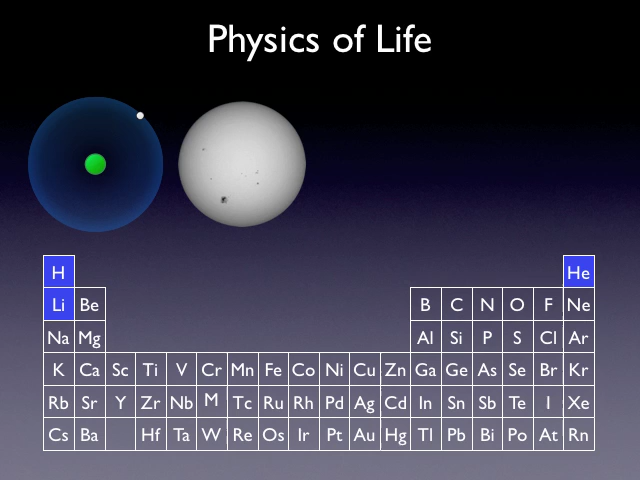 Physics of Life
H He
Li Be B C N O F Ne
Na Mg Al Si P S Cl Ar
K Ca Sc Ti V Cr Mn Fe Co Ni Cu Zn Ga Ge As Se Br Kr
Rb Sr Y Zr Nb M Tc Ru Rh Pd Ag Cd In Sn Sb Te I Xe
Cs Ba Hf Ta W Re Os Ir Pt Au Hg Tl Pb Bi Po At Rn